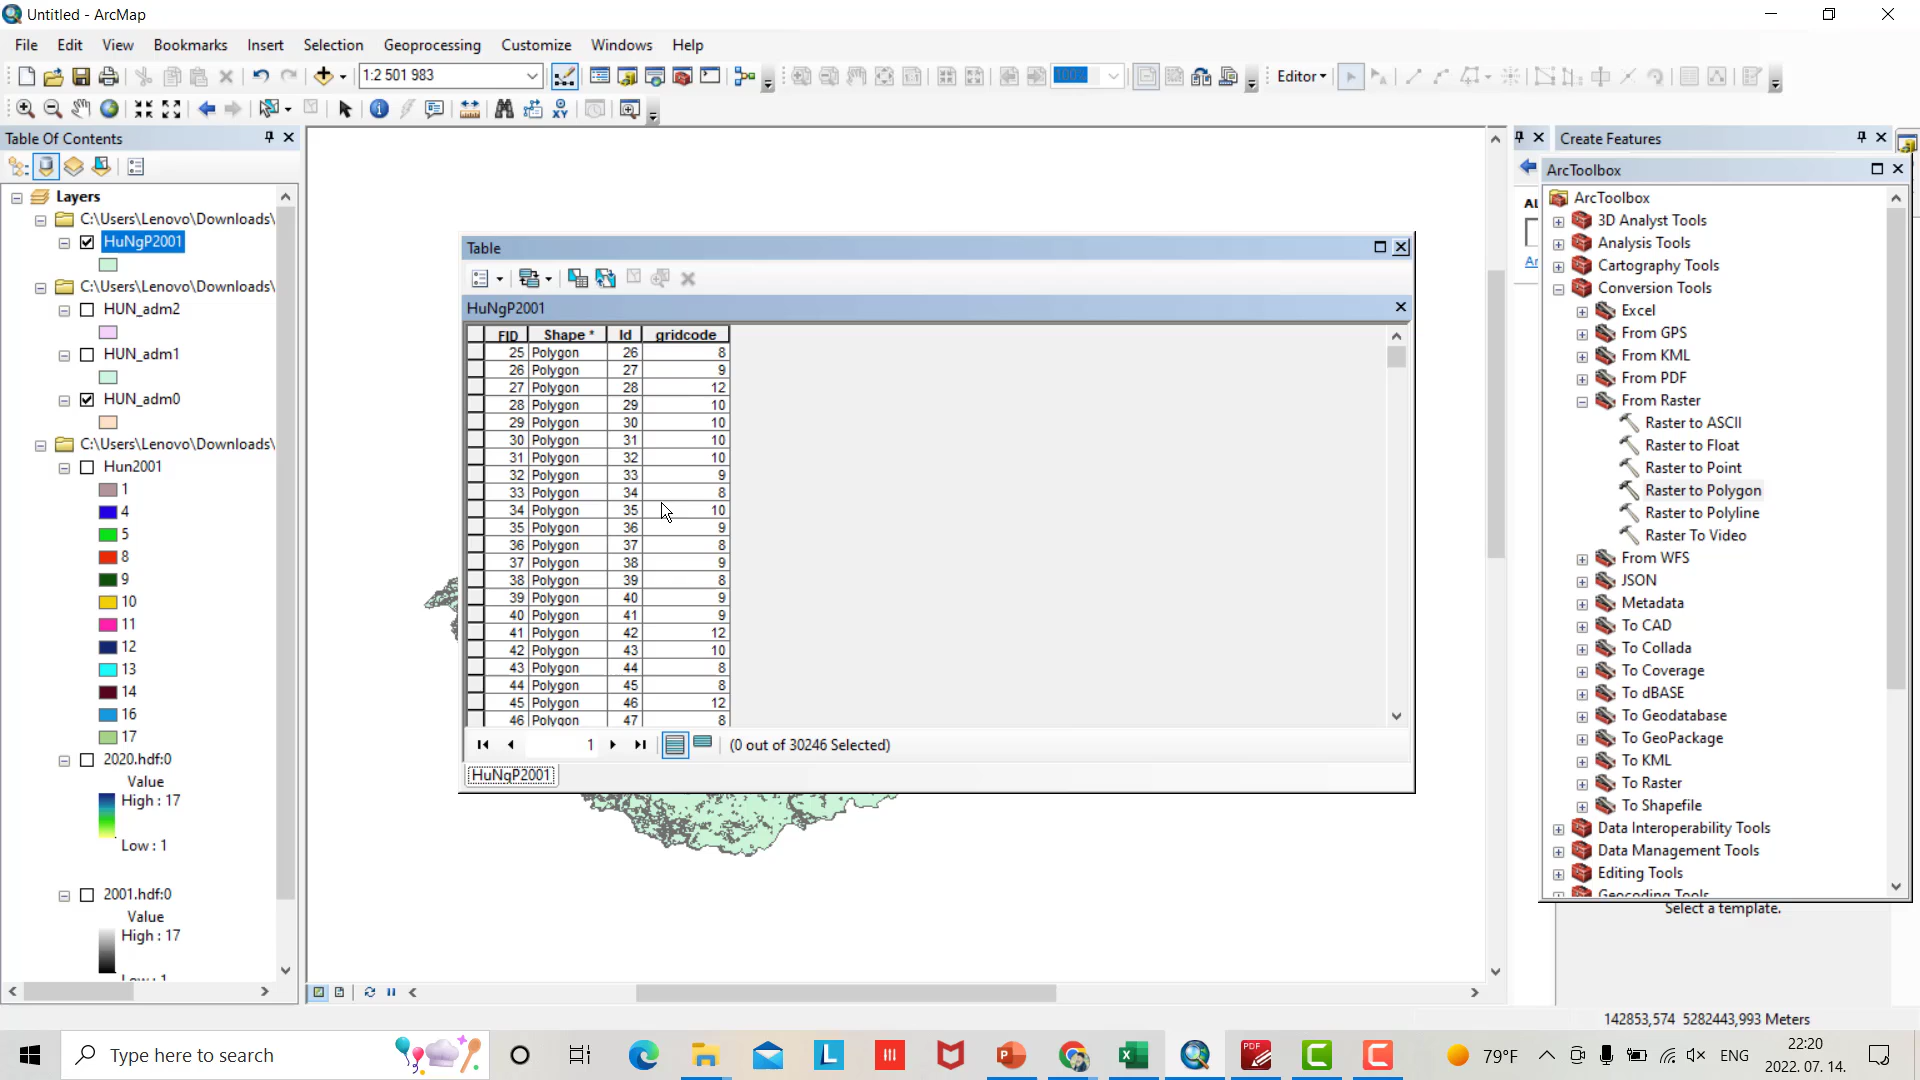 Untitled - ArcMap
File Edit View Bookmarks Insert Selection Geoprocessing Customize Windows Help
1:2 501 983
Editor
Table Of Contents
Layers
C:\Users\Lenovo\Downloads\
HuNgP2001
C:\Users\Lenovo\Downloads\
HUN_adm2
HUN_adm1
HUN_adm0
C:\Users\Lenovo\Downloads\
Hun2001
1
4
5
8
9
10
11
12
13
14
16
17
2020.hdf:0
Value
High : 17
Low : 1
2001.hdf:0
Value
High : 17
Low : 1
Table
HuNgP2001
FID Shape * Id gridcode
25 Polygon 26 8
26 Polygon 27 9
27 Polygon 28 12
28 Polygon 29 10
29 Polygon 30 10
30 Polygon 31 10
31 Polygon 32 10
32 Polygon 33 9
33 Polygon 34 8
34 Polygon 35 10
35 Polygon 36 9
36 Polygon 37 8
37 Polygon 38 9
38 Polygon 39 8
39 Polygon 40 9
40 Polygon 41 9
41 Polygon 42 12
42 Polygon 43 10
43 Polygon 44 8
44 Polygon 45 8
45 Polygon 46 12
46 Polygon 47 8
1 (0 out of 30246 Selected)
HuNgP2001
Create Features
ArcToolbox
ArcToolbox
3D Analyst Tools
Analysis Tools
Cartography Tools
Conversion Tools
Excel
From GPS
From KML
From PDF
From Raster
Raster to ASCII
Raster to Float
Raster to Point
Raster to Polygon
Raster to Polyline
Raster To Video
From WFS
JSON
Metadata
To CAD
To Collada
To Coverage
To dBASE
To Geodatabase
To GeoPackage
To KML
To Raster
To Shapefile
Data Interoperability Tools
Data Management Tools
Editing Tools
Geocoding Tools
Select a template.
142853,574 5282443,993 Meters
Type here to search
79°F
ENG
22:20
2022. 07. 14.